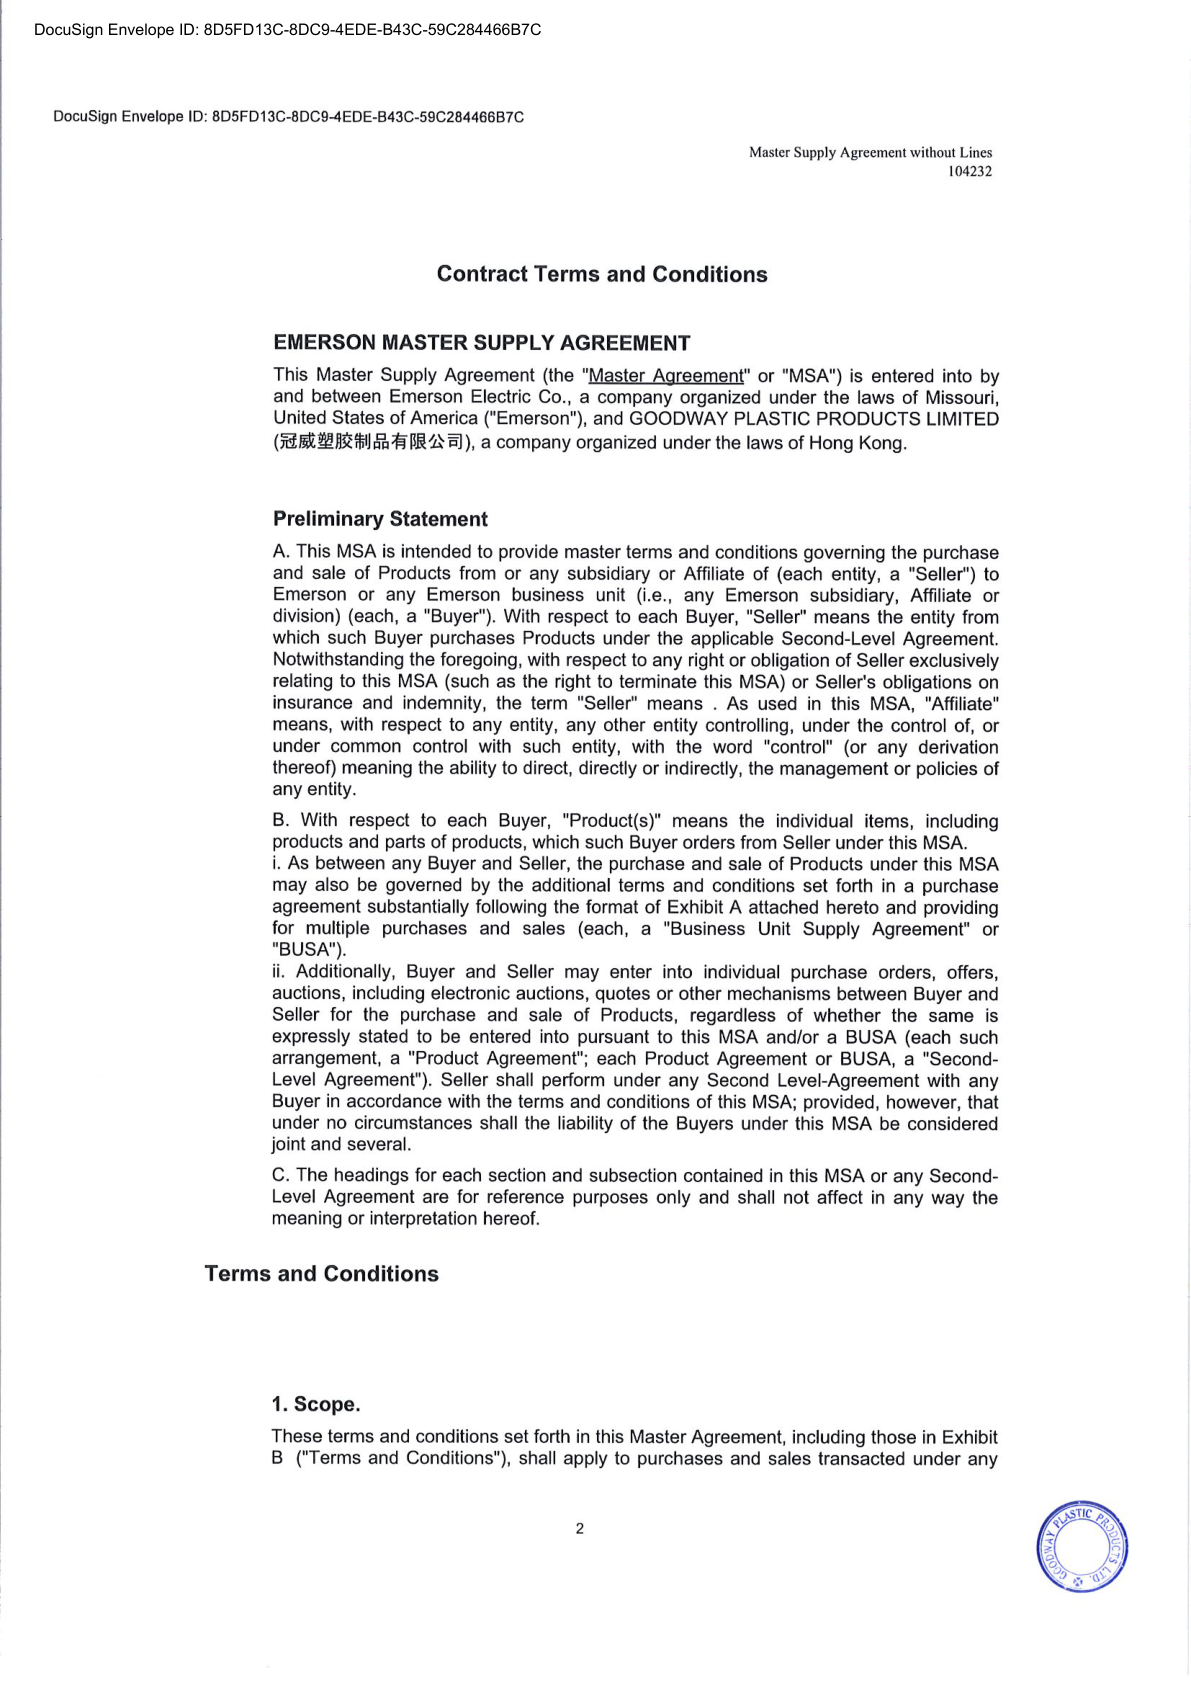 DocuSign Envelope ID: 8D5FD13C-8DC9-4EDE-B43C-59C284466B7C
DocuSign Envelope ID: 8D5FD13C-8DC9-4EDE-B43C-59C284466B7C
Master Supply Agreement without Lines
104232
Contract Terms and Conditions
EMERSON MASTER SUPPLY AGREEMENT
This Master Supply Agreement (the "Master Agreement" or "MSA") is entered into by
and between Emerson Electric Co., a company organized under the laws of Missouri,
United States of America ("Emerson"), and GOODWAY PLASTIC PRODUCTS LIMITED
(冠威塑胶制品有限公司), a company organized under the laws of Hong Kong.
Preliminary Statement
A. This MSA is intended to provide master terms and conditions governing the purchase
and sale of Products from or any subsidiary or Affiliate of (each entity, a "Seller") to
Emerson or any Emerson business unit (i.e., any Emerson subsidiary, Affiliate or
division) (each, a "Buyer"). With respect to each Buyer, "Seller" means the entity from
which such Buyer purchases Products under the applicable Second-Level Agreement.
Notwithstanding the foregoing, with respect to any right or obligation of Seller exclusively
relating to this MSA (such as the right to terminate this MSA) or Seller's obligations on
insurance and indemnity, the term "Seller" means . As used in this MSA, "Affiliate"
means, with respect to any entity, any other entity controlling, under the control of, or
under common control with such entity, with the word "control" (or any derivation
thereof) meaning the ability to direct, directly or indirectly, the management or policies of
any entity.
B. With respect to each Buyer, "Product(s)" means the individual items, including
products and parts of products, which such Buyer orders from Seller under this MSA.
i. As between any Buyer and Seller, the purchase and sale of Products under this MSA
may also be governed by the additional terms and conditions set forth in a purchase
agreement substantially following the format of Exhibit A attached hereto and providing
for multiple purchases and sales (each, a "Business Unit Supply Agreement" or
"BUSA").
ii. Additionally, Buyer and Seller may enter into individual purchase orders, offers,
auctions, including electronic auctions, quotes or other mechanisms between Buyer and
Seller for the purchase and sale of Products, regardless of whether the same is
expressly stated to be entered into pursuant to this MSA and/or a BUSA (each such
arrangement, a "Product Agreement"; each Product Agreement or BUSA, a "Second-
Level Agreement"). Seller shall perform under any Second Level-Agreement with any
Buyer in accordance with the terms and conditions of this MSA; provided, however, that
under no circumstances shall the liability of the Buyers under this MSA be considered
joint and several.
C. The headings for each section and subsection contained in this MSA or any Second-
Level Agreement are for reference purposes only and shall not affect in any way the
meaning or interpretation hereof.
Terms and Conditions
1. Scope.
These terms and conditions set forth in this Master Agreement, including those in Exhibit
B ("Terms and Conditions"), shall apply to purchases and sales transacted under any
2
GOODWAY PLASTIC PRODUCTS LTD.